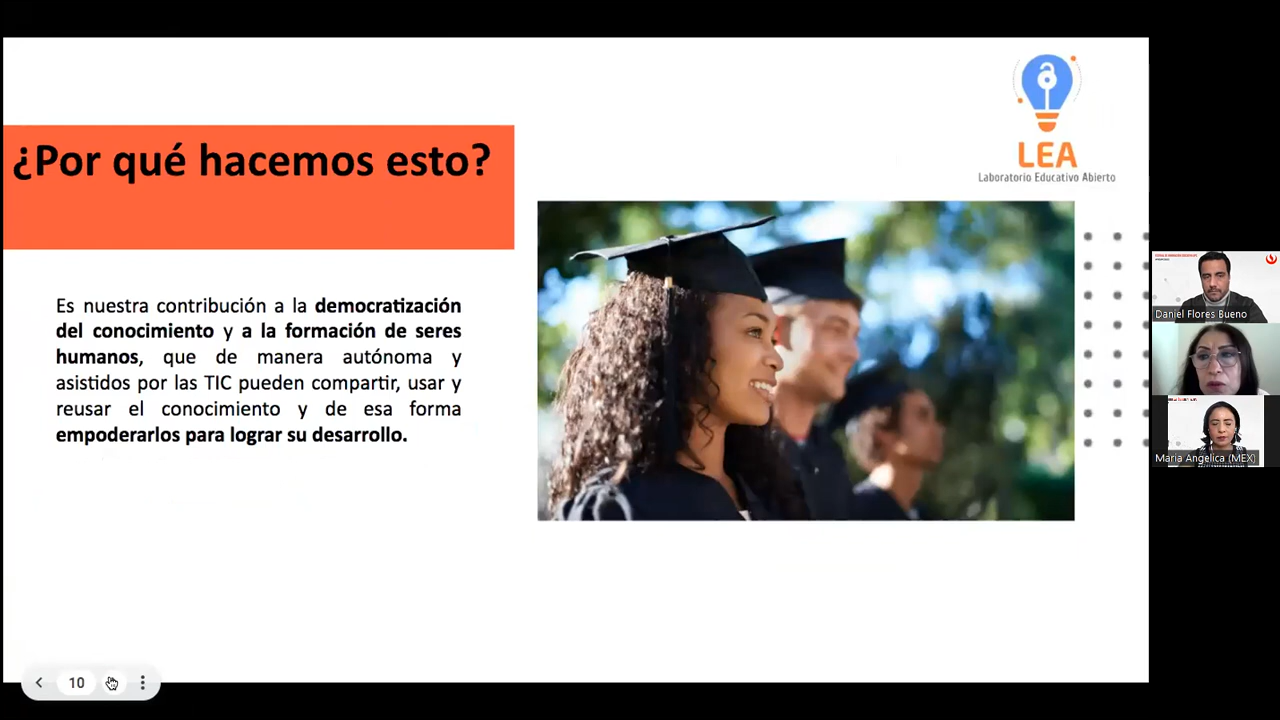 ¿Por qué hacemos esto?
LEA
Laboratorio Educativo Abierto
Es nuestra contribución a la democratización
del conocimiento y a la formación de seres
humanos, que de manera autónoma y
asistidos por las TIC pueden compartir, usar y
reusar el conocimiento y de esa forma
empoderarlos para lograr su desarrollo.
Daniel Flores Bueno
Maria Angelica (MEX)
10